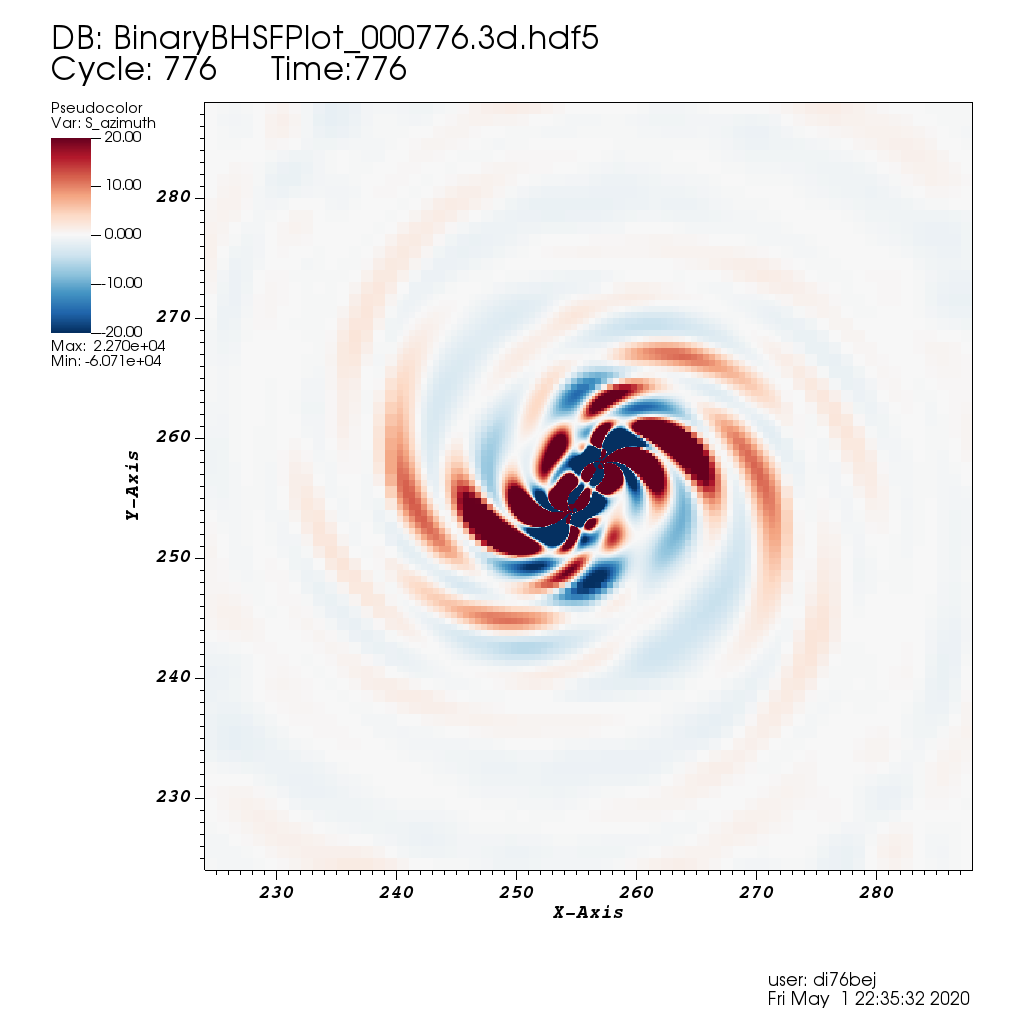 DB: BinaryBHSFPlot_000776.3d.hdf5
Cycle: 776 Time:776
Pseudocolor
Var: S_azimuth
20.00
10.00
0.000
-10.00
-20.00
Max: 2.270e+04
Min: -6.071e+04
280
270
260
250
240
230
Y-Axis
230 240 250 260 270 280
X-Axis
user: di76bej
Fri May 1 22:35:32 2020